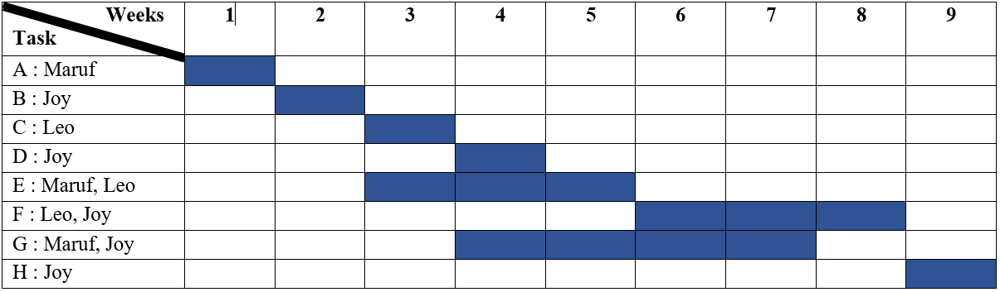 Weeks 1 2 3 4 5 6 7 8 9
Task
A : Maruf
B : Joy
C : Leo
D : Joy
E : Maruf, Leo
F : Leo, Joy
G : Maruf, Joy
H : Joy